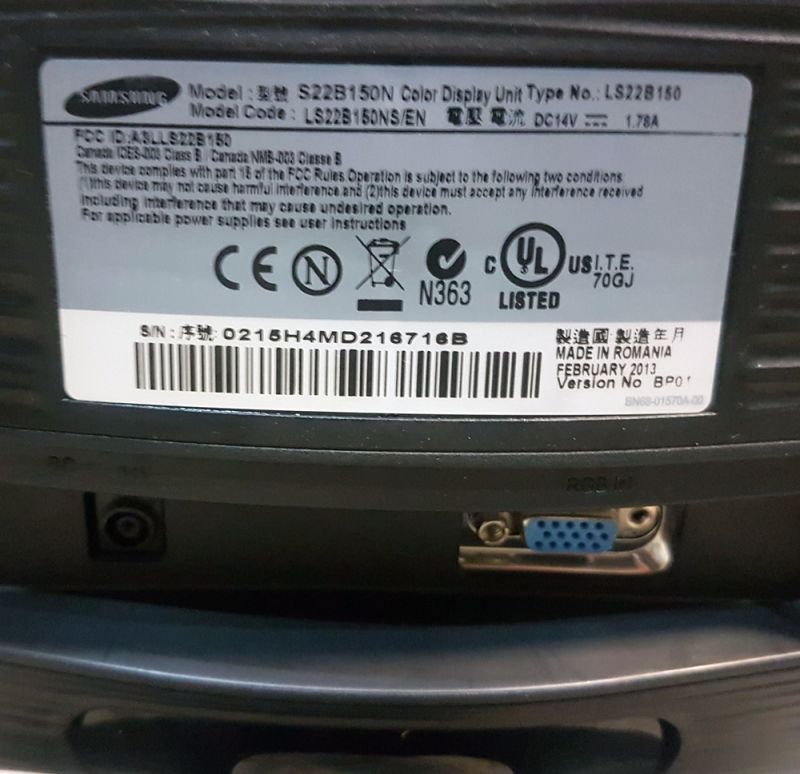 SAMSUNG Model : 型號 S22B150N Color Display Unit Type No.: LS22B150
Model Code : LS22B150NS/EN 電壓 電流 DC14V 1.78A
FCC ID:A3LLS22B150
Canada ICES-003 Class B / Canada NMB-003 Classe B
This device complies with part 15 of the FCC Rules.Operation is subject to the following two conditions:
(1)this device may not cause harmful interference.and (2)this device must accept any interference received
including interference that may cause undesired operation.
For applicable power supplies see user instructions
CE N N363 C UL US LISTED I.T.E. 70GJ
S/N : 序號: 0215H4MD216716B
製造國·製造年月
MADE IN ROMANIA
FEBRUARY 2013
Version No BP01
BN68-01570A-00
RGB IN